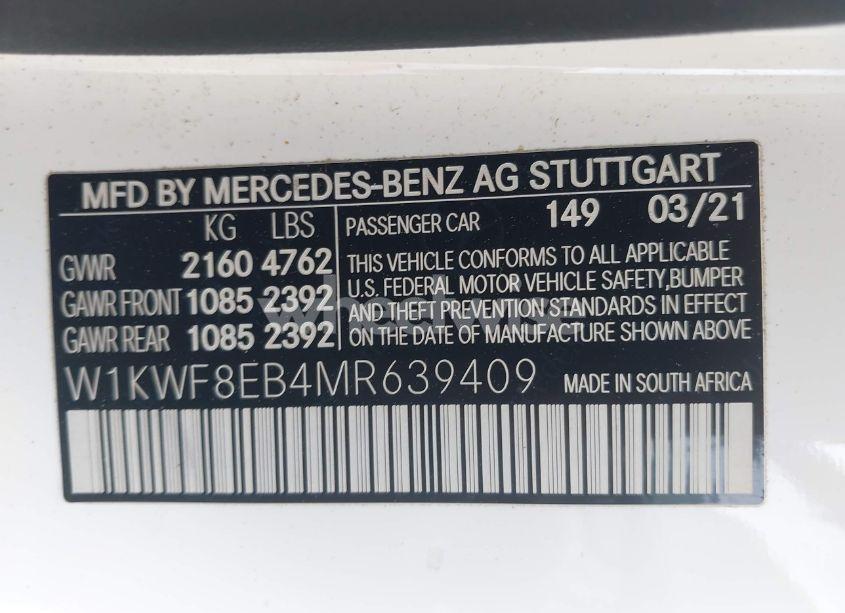 MFD BY MERCEDES-BENZ AG STUTTGART
KG LBS
GVWR 2160 4762
GAWR FRONT 1085 2392
GAWR REAR 1085 2392
PASSENGER CAR 149 03/21
THIS VEHICLE CONFORMS TO ALL APPLICABLE
U.S. FEDERAL MOTOR VEHICLE SAFETY,BUMPER
AND THEFT PREVENTION STANDARDS IN EFFECT
ON THE DATE OF MANUFACTURE SHOWN ABOVE
W1KWF8EB4MR639409 MADE IN SOUTH AFRICA